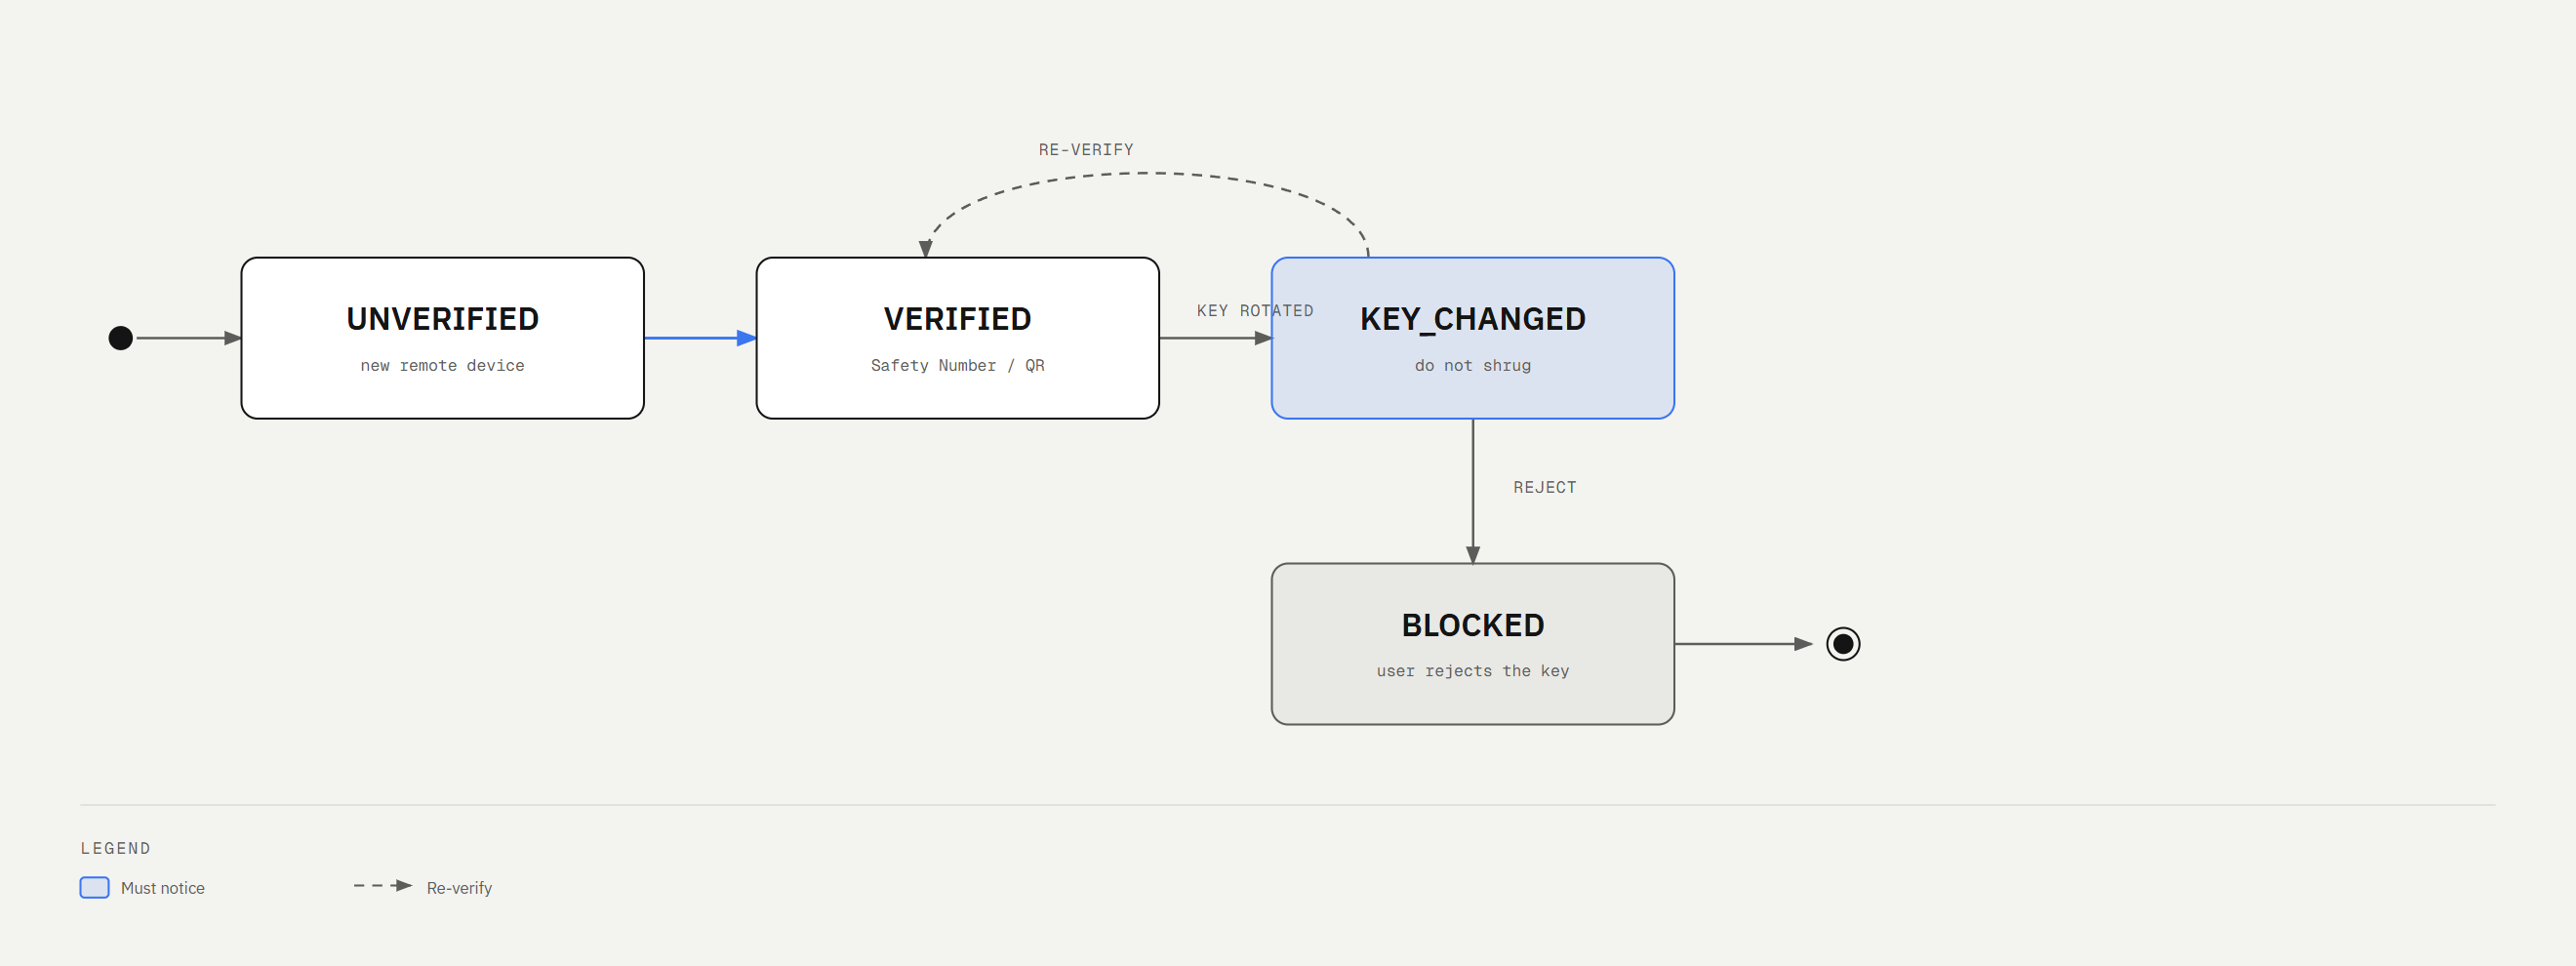 RE-VERIFY
UNVERIFIED
new remote device
VERIFIED
Safety Number / QR
KEY ROTATED
KEY_CHANGED
do not shrug
REJECT
BLOCKED
user rejects the key
LEGEND
Must notice
Re-verify